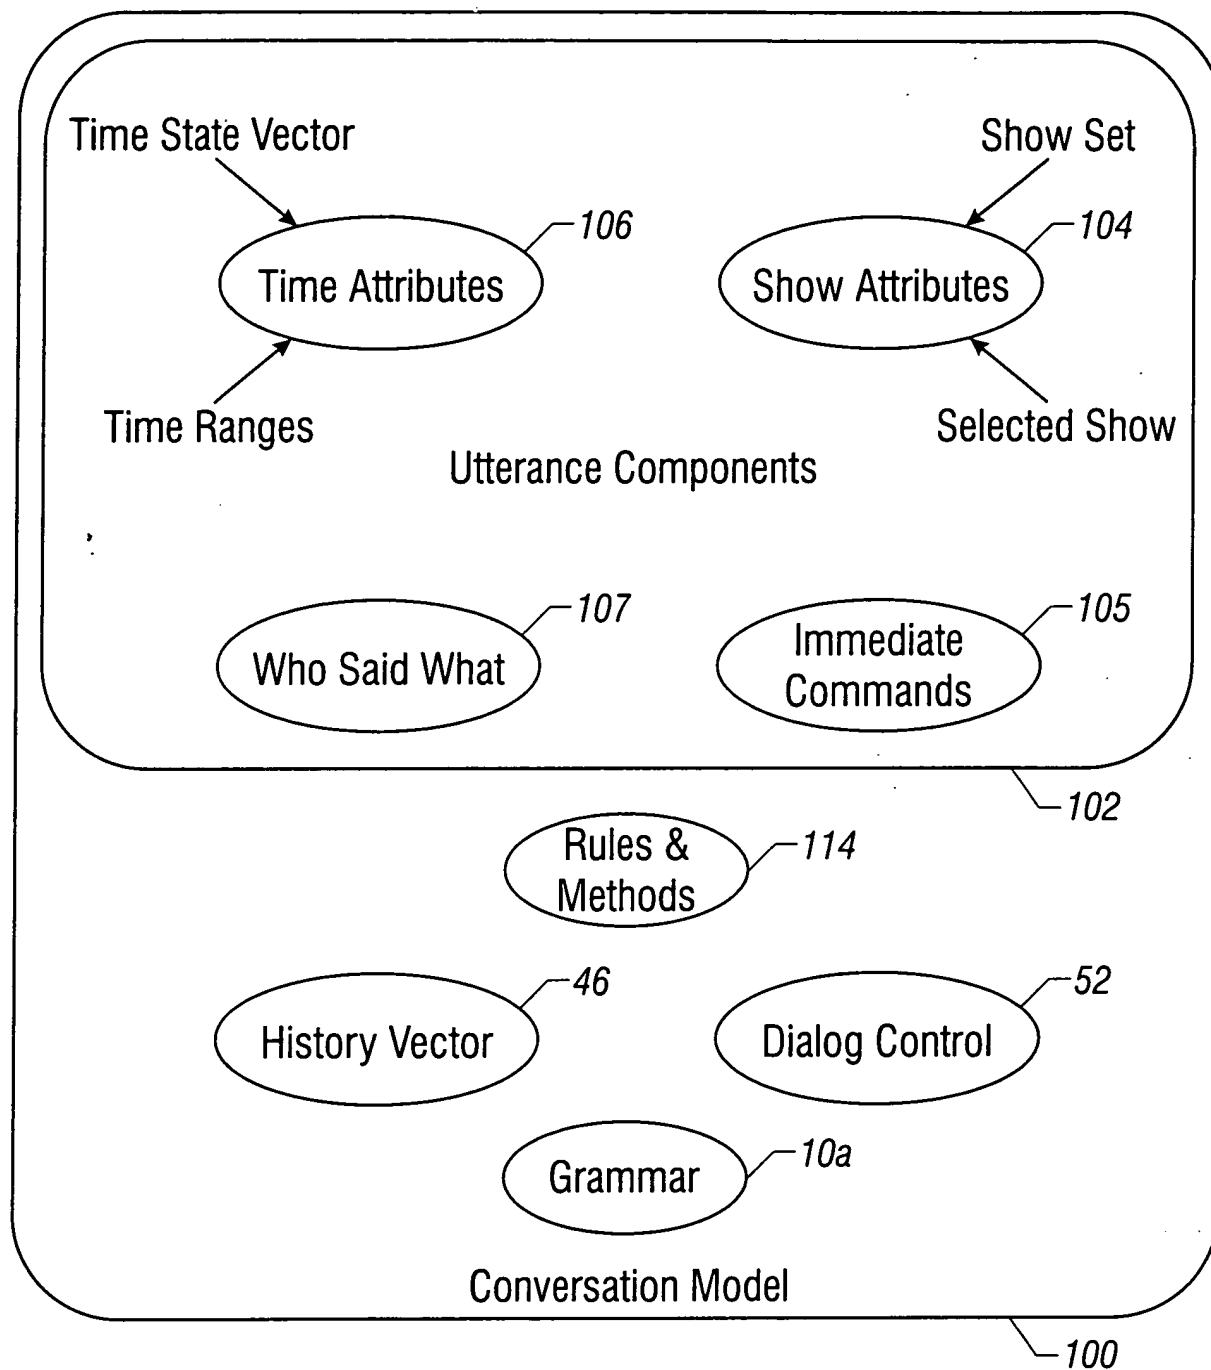 Time State Vector
Show Set
106
104
Time Attributes
Show Attributes
Time Ranges
Selected Show
Utterance Components
107
105
Who Said What
Immediate
Commands
102
Rules &
Methods
114
46
52
History Vector
Dialog Control
10a
Grammar
Conversation Model
100